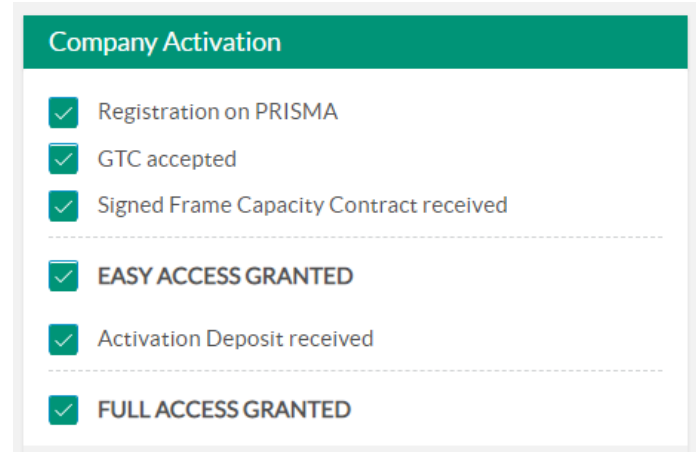 Company Activation
Registration on PRISMA
GTC accepted
Signed Frame Capacity Contract received
EASY ACCESS GRANTED
Activation Deposit received
FULL ACCESS GRANTED